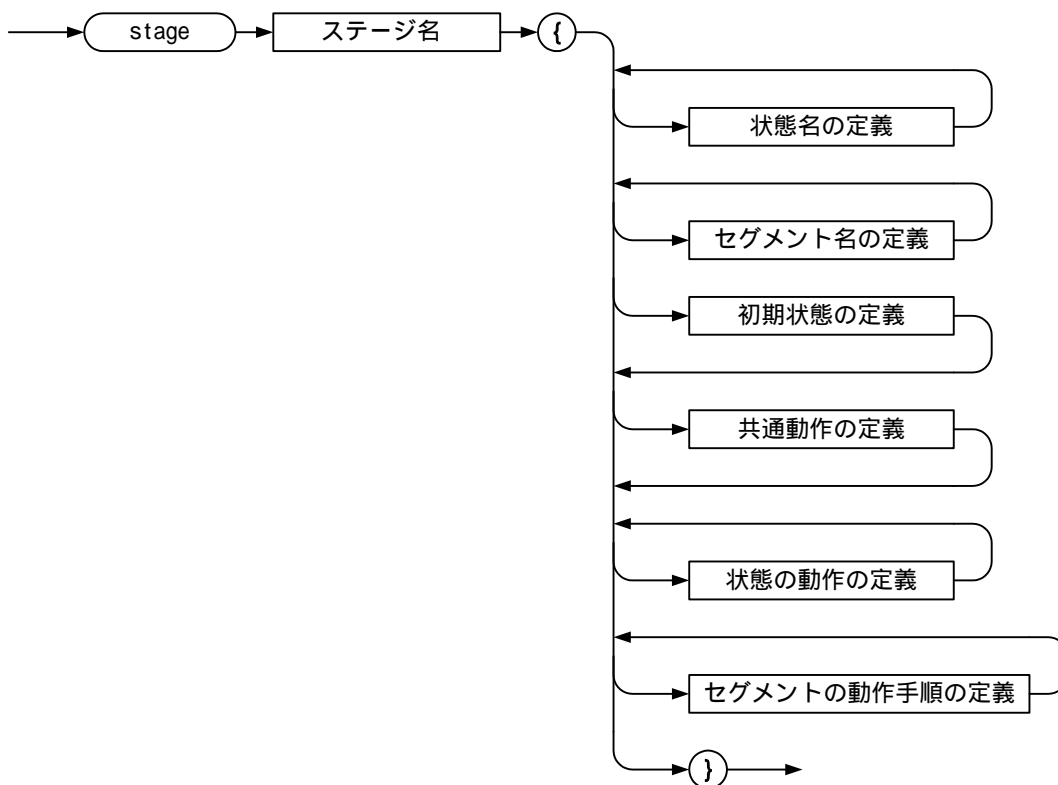 stage ステージ名 {
状態名の定義
セグメント名の定義
初期状態の定義
共通動作の定義
状態の動作の定義
セグメントの動作手順の定義
}